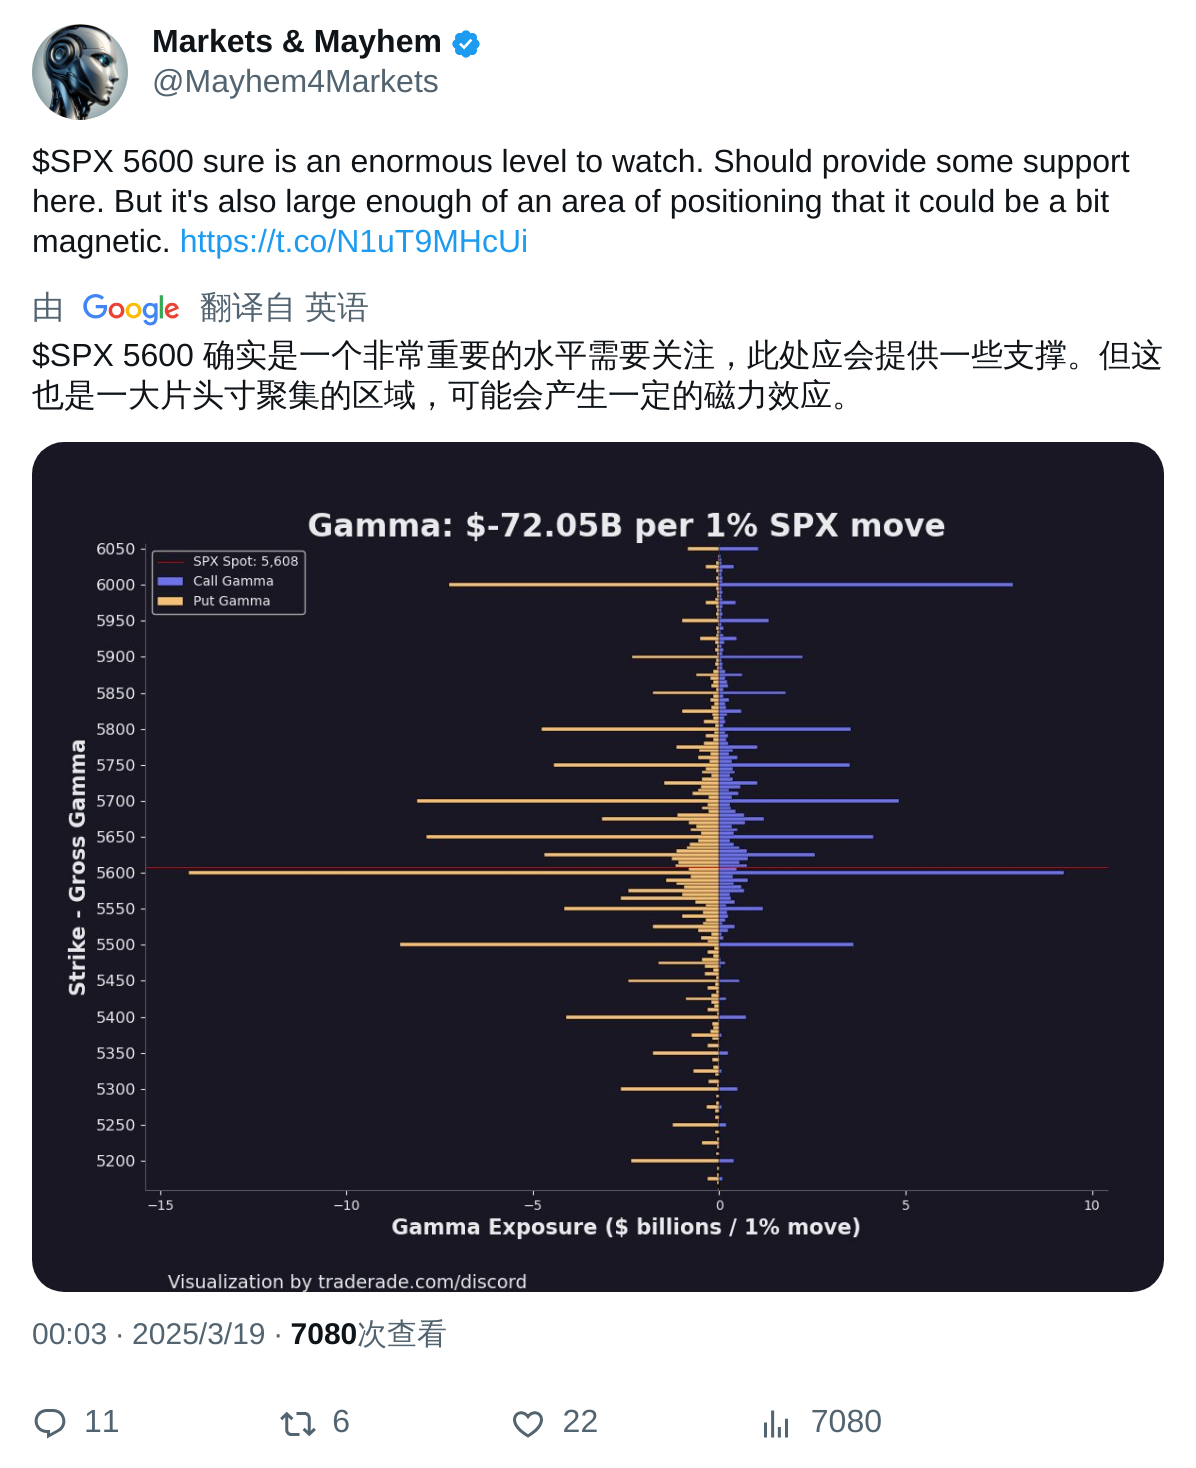 Markets & Mayhem
@Mayhem4Markets
$SPX 5600 sure is an enormous level to watch. Should provide some support
here. But it's also large enough of an area of positioning that it could be a bit
magnetic. https://t.co/N1uT9MHcUi
由 Google 翻译自 英语
$SPX 5600 确实是一个非常重要的水平需要关注，此处应会提供一些支撑。但这
也是一大片头寸聚集的区域，可能会产生一定的磁力效应。
Gamma: $-72.05B per 1% SPX move
SPX Spot: 5,608
Call Gamma
Put Gamma
6050
6000
5950
5900
5850
5800
5750
5700
5650
5600
5550
5500
5450
5400
5350
5300
5250
5200
Strike - Gross Gamma
−15 −10 −5 0 5 10
Gamma Exposure ($ billions / 1% move)
Visualization by traderade.com/discord
00:03 · 2025/3/19 · 7080次查看
11 6 22 7080